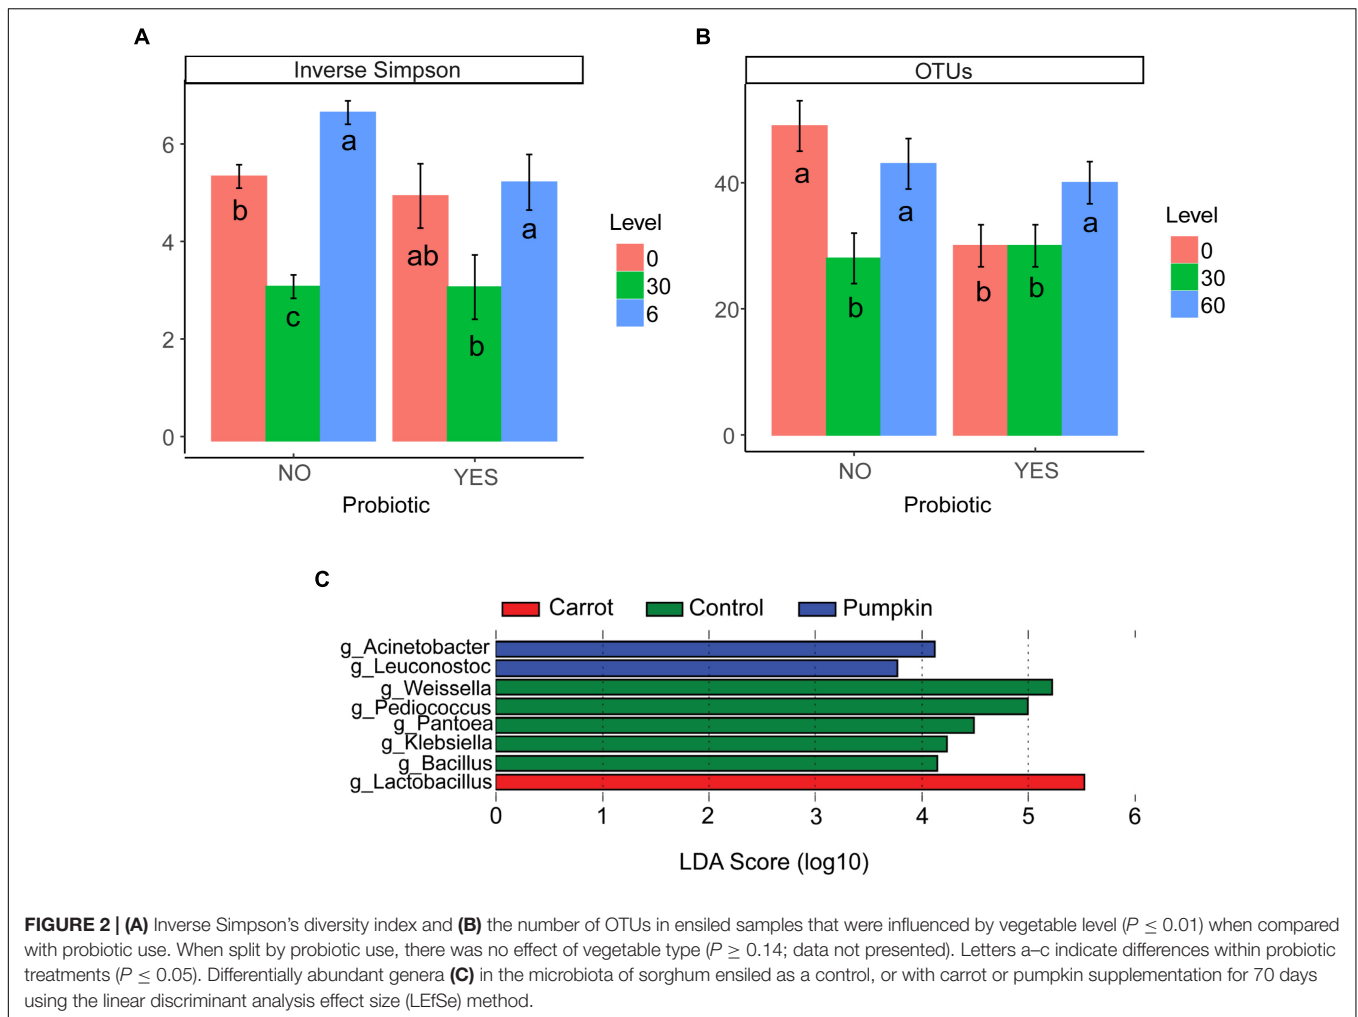 A
B
Inverse Simpson
OTUs
6
4
2
0
a
b
c
ab
b
a
NO
YES
Probiotic
Level
0
30
6
40
20
0
a
b
a
b
b
a
NO
YES
Probiotic
Level
0
30
60
C
Carrot Control Pumpkin
g_Acinetobacter
g_Leuconostoc
g_Weissella
g_Pediococcus
g_Pantoea
g_Klebsiella
g_Bacillus
g_Lactobacillus
0 1 2 3 4 5 6
LDA Score (log10)
FIGURE 2 | (A) Inverse Simpson's diversity index and (B) the number of OTUs in ensiled samples that were influenced by vegetable level (P ≤ 0.01) when compared
with probiotic use. When split by probiotic use, there was no effect of vegetable type (P ≥ 0.14; data not presented). Letters a–c indicate differences within probiotic
treatments (P ≤ 0.05). Differentially abundant genera (C) in the microbiota of sorghum ensiled as a control, or with carrot or pumpkin supplementation for 70 days
using the linear discriminant analysis effect size (LEfSe) method.